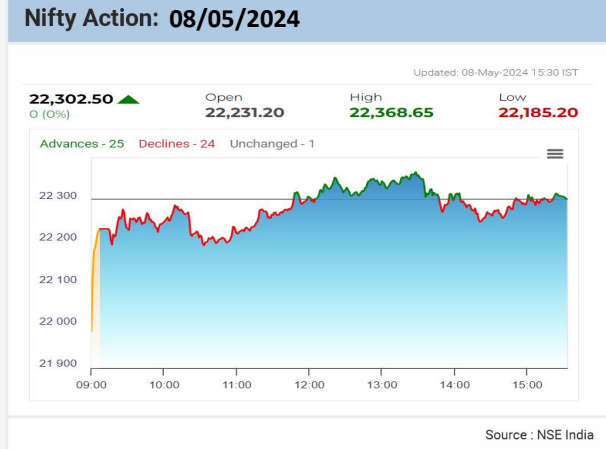 Nifty Action: 08/05/2024
Updated: 08-May-2024 15:30 IST
22,302.50 Open High Low
0 (0%) 22,231.20 22,368.65 22,185.20
Advances - 25 Declines - 24 Unchanged - 1
22 300
22 200
22 100
22 000
21 900
09:00 10:00 11:00 12:00 13:00 14:00 15:00
Source : NSE India